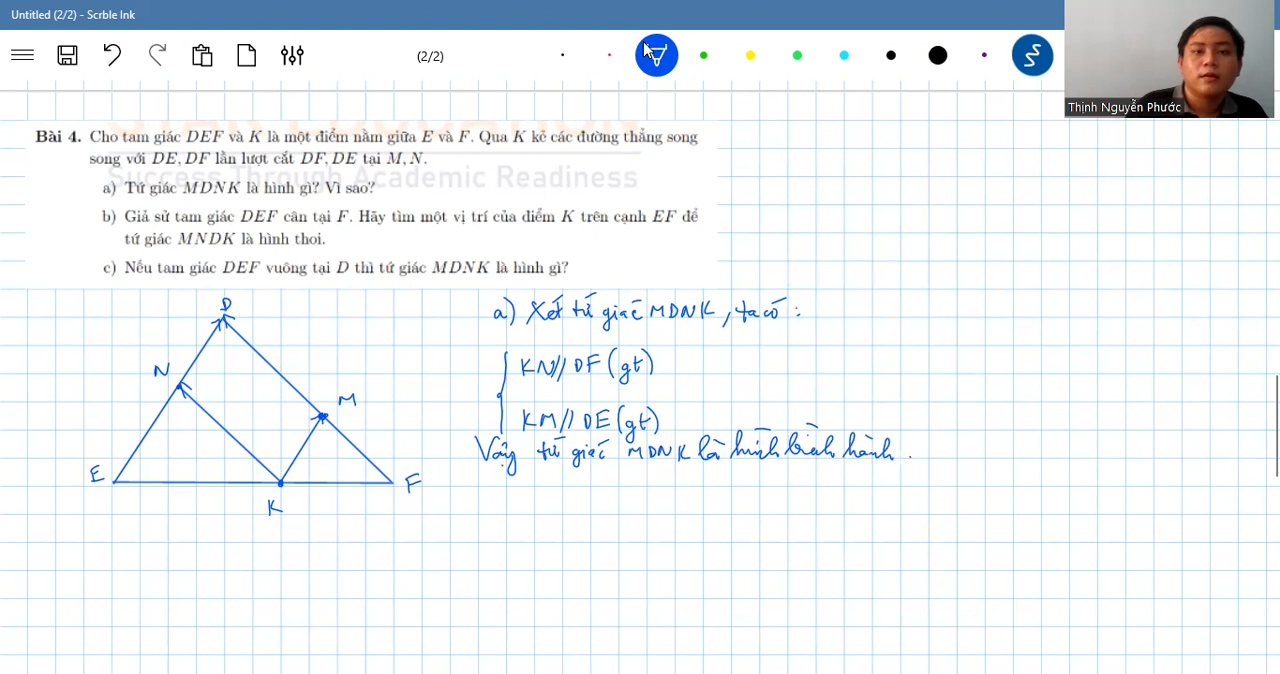 Untitled (2/2) - Scrble Ink
(2/2)
Thịnh Nguyễn Phước
Bài 4. Cho tam giác DEF và K là một điểm nằm giữa E và F. Qua K kẻ các đường thẳng song
song với DE, DF lần lượt cắt DF, DE tại M, N.
Success Through Academic Readiness
a) Tứ giác MDNK là hình gì? Vì sao?
b) Giả sử tam giác DEF cân tại F. Hãy tìm một vị trí của điểm K trên cạnh EF để
tứ giác MNDK là hình thoi.
c) Nếu tam giác DEF vuông tại D thì tứ giác MDNK là hình gì?
D
N
M
E
K
F
a) Xét tứ giác MDNK, ta có:
KN // DF (gt)
KM // DE (gt)
Vậy tứ giác MDNK là hình bình hành.